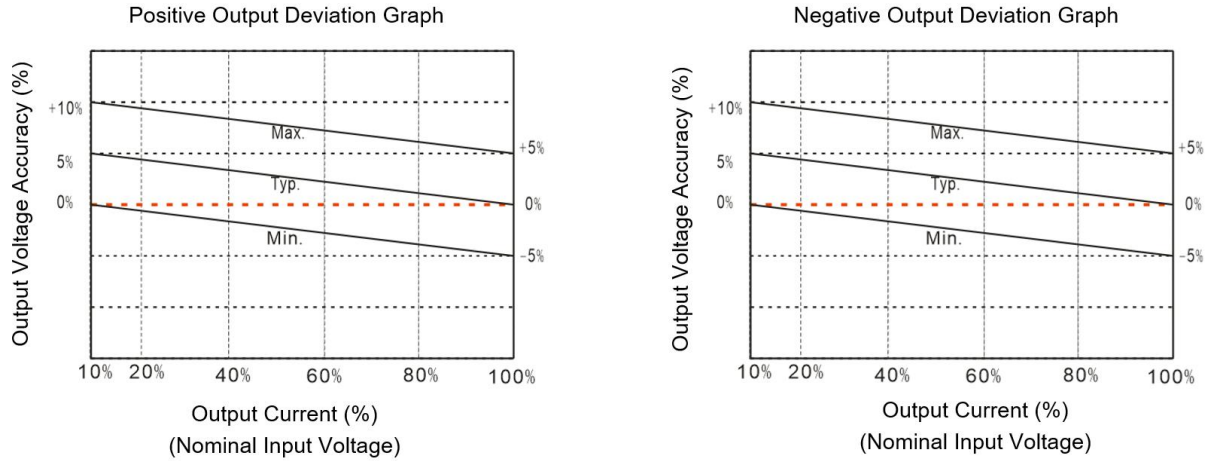 Positive Output Deviation Graph
Output Voltage Accuracy (%)
+10%
5%
0%
Max.
Typ.
Min.
+5%
0%
-5%
10% 20% 40% 60% 80% 100%
Output Current (%)
(Nominal Input Voltage)
Negative Output Deviation Graph
Output Voltage Accuracy (%)
+10%
5%
0%
Max.
Typ.
Min.
+5%
0%
-5%
10% 20% 40% 60% 80% 100%
Output Current (%)
(Nominal Input Voltage)